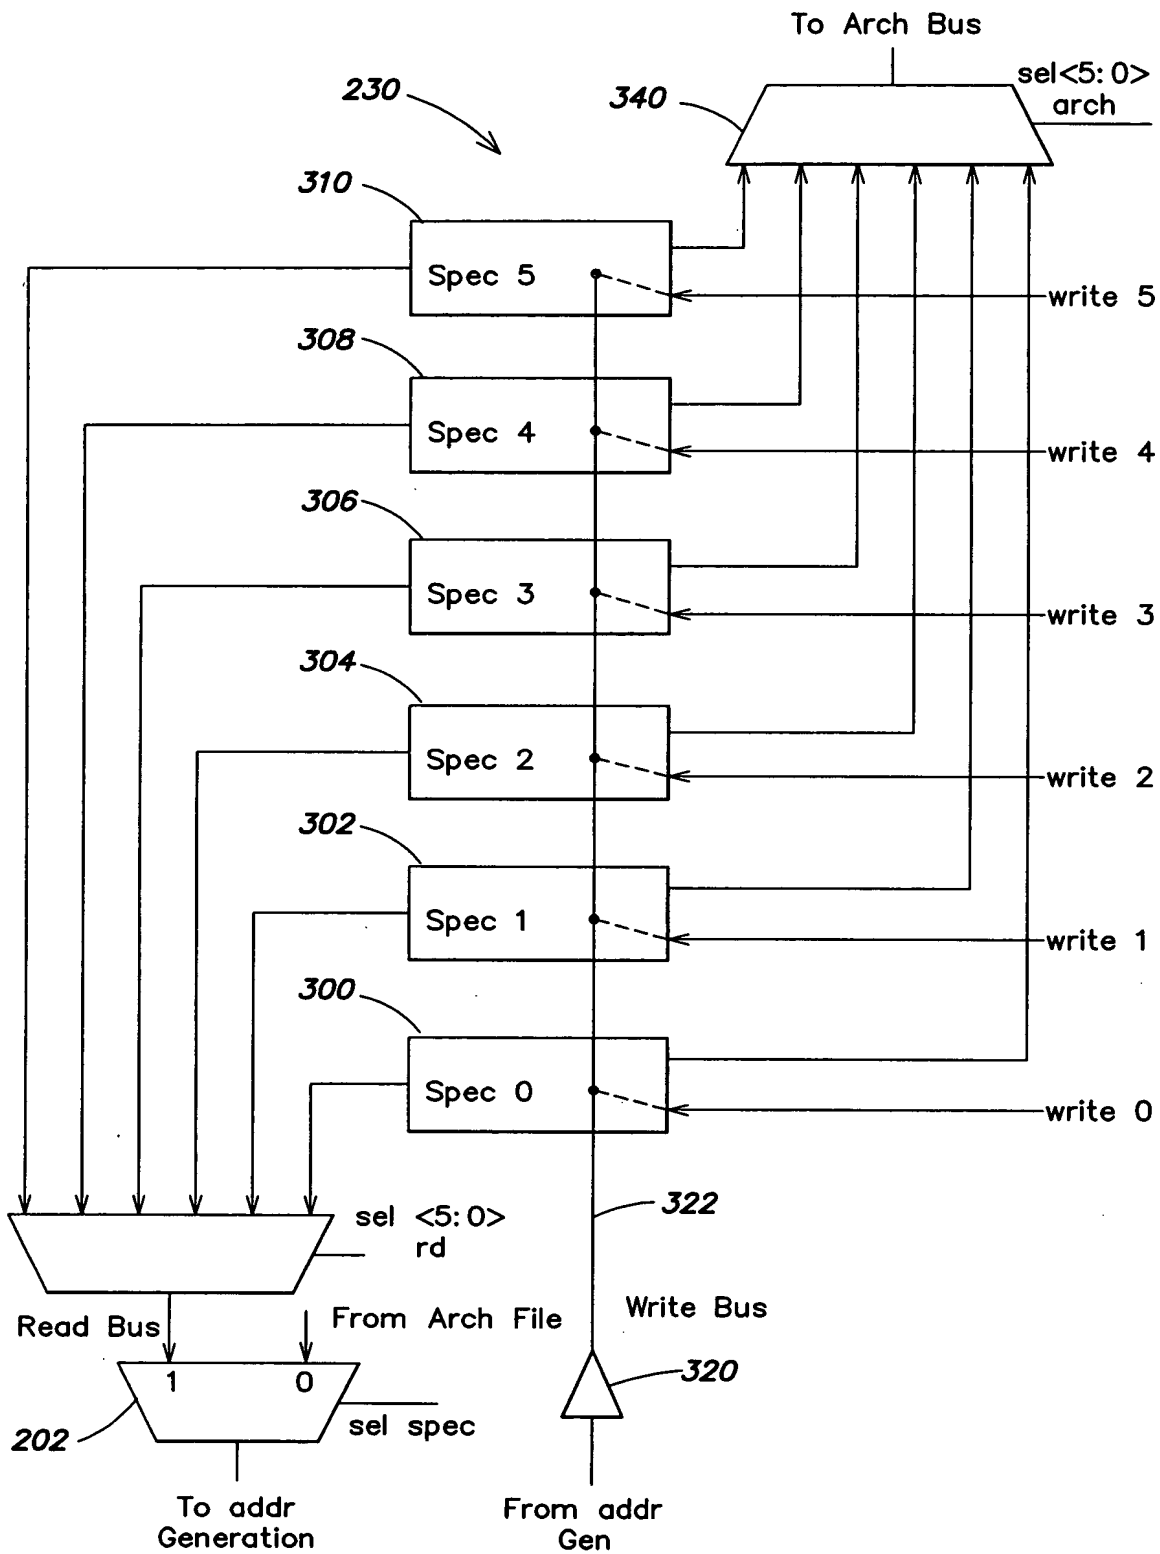 To Arch Bus
sel<5:0>
arch
230
340
310
Spec 5
write 5
308
Spec 4
write 4
306
Spec 3
write 3
304
Spec 2
write 2
302
Spec 1
write 1
300
Spec 0
write 0
322
sel <5:0>
rd
Read Bus
From Arch File
Write Bus
1
0
320
sel spec
202
To addr
Generation
From addr
Gen